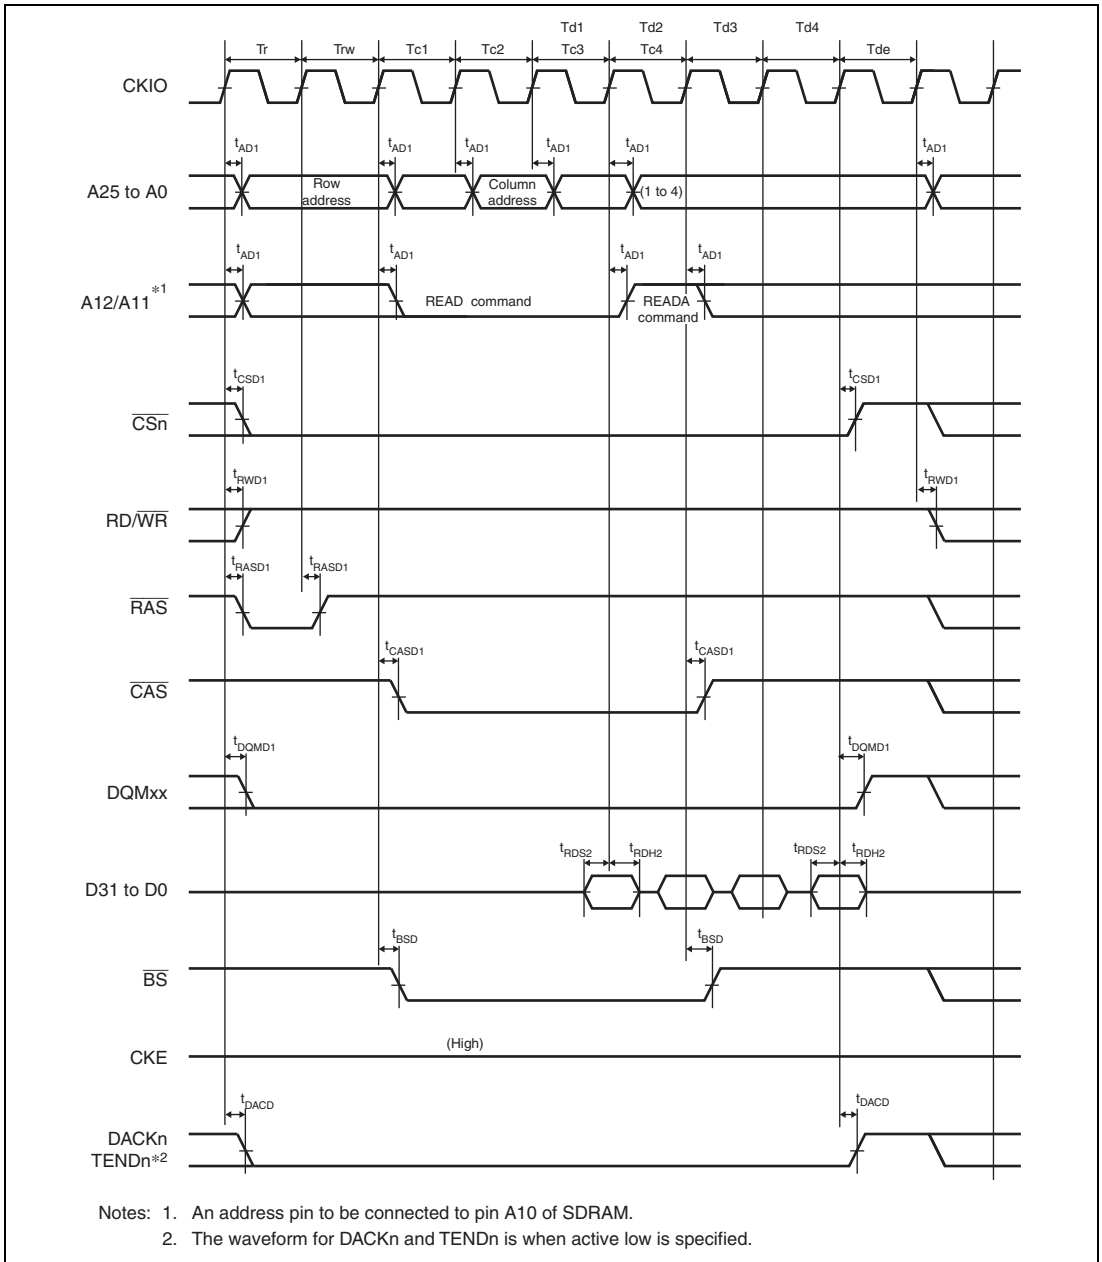 Td1 Td2 Td3 Td4
Tr Trw Tc1 Tc2 Tc3 Tc4 Tde
CKIO
tAD1 tAD1 tAD1 tAD1 tAD1 tAD1
A25 to A0
Row address
Column address
(1 to 4)
tAD1 tAD1 tAD1 tAD1
A12/A11*1
READ command
READA command
tCSD1 tCSD1
CSn
tRWD1 tRWD1
RD/WR
tRASD1 tRASD1
RAS
tCASD1 tCASD1
CAS
tDQMD1 tDQMD1
DQMxx
tRDS2 tRDH2 tRDS2 tRDH2
D31 to D0
tBSD tBSD
BS
(High)
CKE
tDACD tDACD
DACKn
TENDn*2
Notes: 1. An address pin to be connected to pin A10 of SDRAM.
2. The waveform for DACKn and TENDn is when active low is specified.